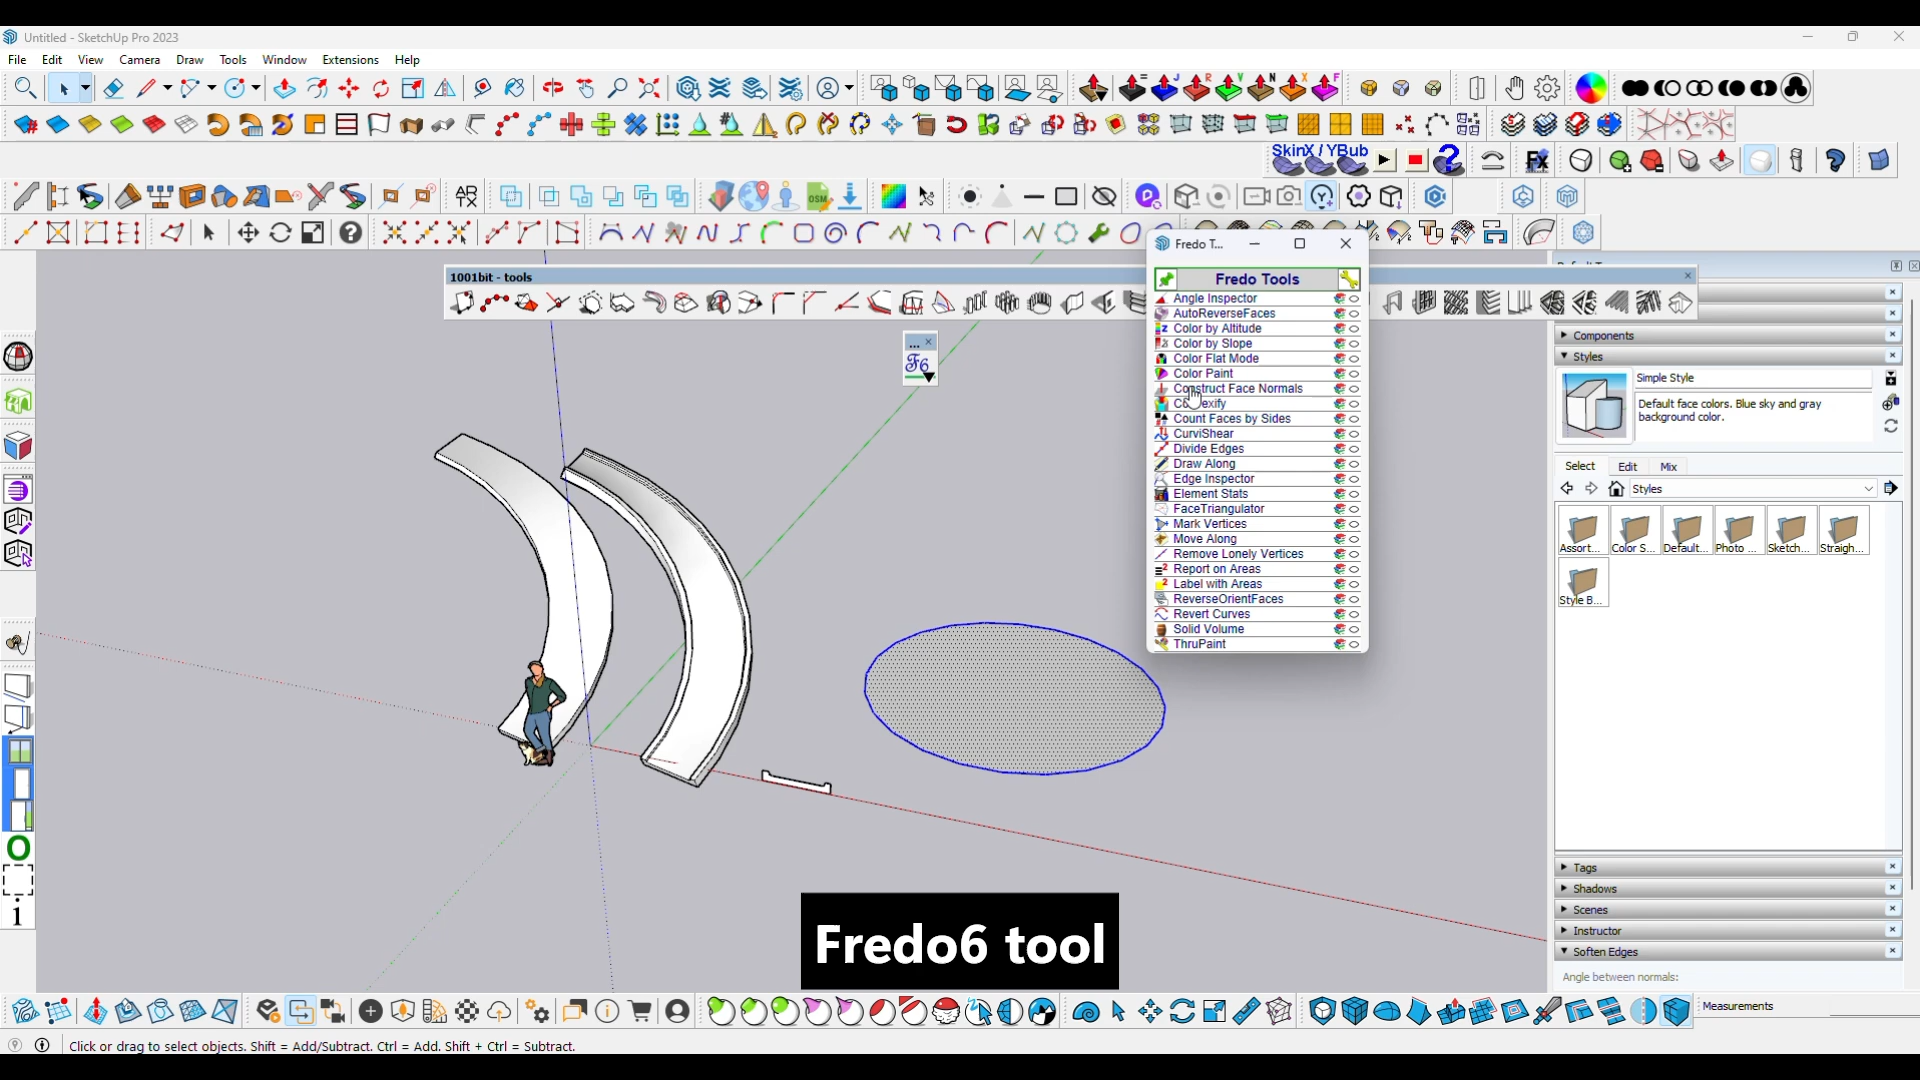 Untitled - SketchUp Pro 2023
File Edit View Camera Draw Tools Window Extensions Help
SkinX / YBub
FX
AR
OSM
Fredo T...
1001bit - tools
Fredo Tools
Angle Inspector
AutoReverseFaces
Color by Altitude
Color by Slope
Color Flat Mode
Color Paint
Construct Face Normals
Count Faces by Sides
CurviShear
Divide Edges
Draw Along
Edge Inspector
Element Stats
FaceTriangulator
Mark Vertices
Move Along
Remove Lonely Vertices
Report on Areas
Label with Areas
ReverseOrientFaces
Revert Curves
Solid Volume
ThruPaint
...
F6
Components
Styles
Simple Style
Default face colors. Blue sky and gray
background color.
Select Edit Mix
Styles
Assort... Color S... Default... Photo ... Sketch... Straigh...
Style B...
Tags
Shadows
Scenes
Instructor
Soften Edges
Angle between normals:
Fredo6 tool
Measurements
Click or drag to select objects. Shift = Add/Subtract. Ctrl = Add. Shift + Ctrl = Subtract.